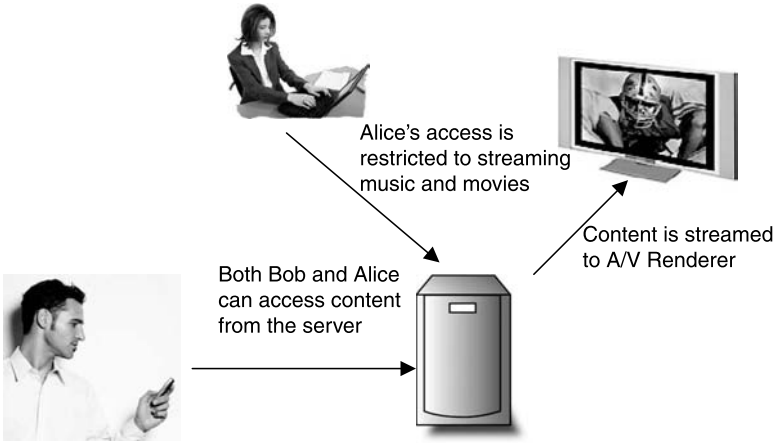 Alice's access is
restricted to streaming
music and movies
Content is streamed
to A/V Renderer
Both Bob and Alice
can access content
from the server